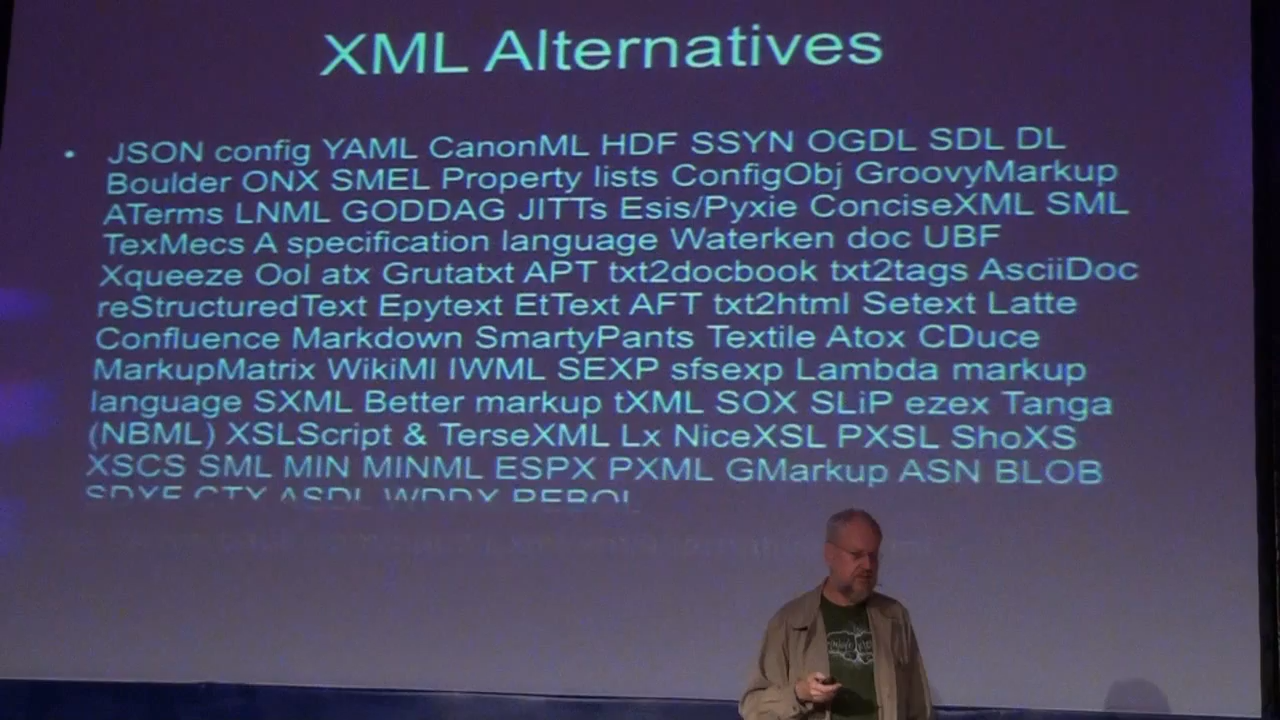 XML Alternatives
• JSON config YAML CanonML HDF SSYN OGDL SDL DL
Boulder ONX SMEL Property lists ConfigObj GroovyMarkup
ATerms LNML GODDAG JITTs Esis/Pyxie ConciseXML SML
TexMecs A specification language Waterken doc UBF
Xqueeze Ool atx Grutatxt APT txt2docbook txt2tags AsciiDoc
reStructuredText Epytext EtText AFT txt2html Setext Latte
Confluence Markdown SmartyPants Textile Atox CDuce
MarkupMatrix WikiMl IWML SEXP sfsexp Lambda markup
language SXML Better markup tXML SOX SLiP ezex Tanga
(NBML) XSLScript & TerseXML Lx NiceXSL PXSL ShoXS
XSCS SML MIN MINML ESPX PXML GMarkup ASN BLOB